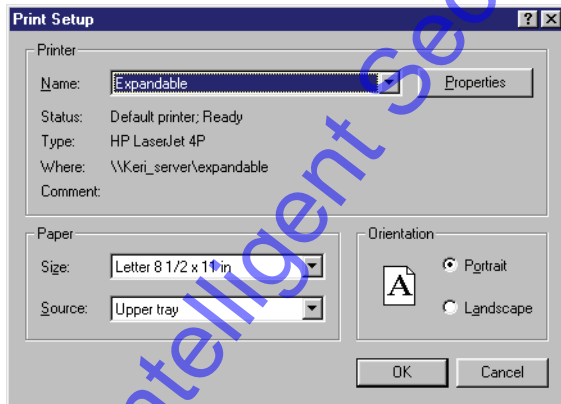 Print Setup
Printer
Name: Expandable Properties
Status: Default printer; Ready
Type: HP LaserJet 4P
Where: \\Keri_server\expandable
Comment:
Paper
Size: Letter 8 1/2 x 11 in
Source: Upper tray
Orientation
A
Portrait
Landscape
OK Cancel
Intelligent Sec